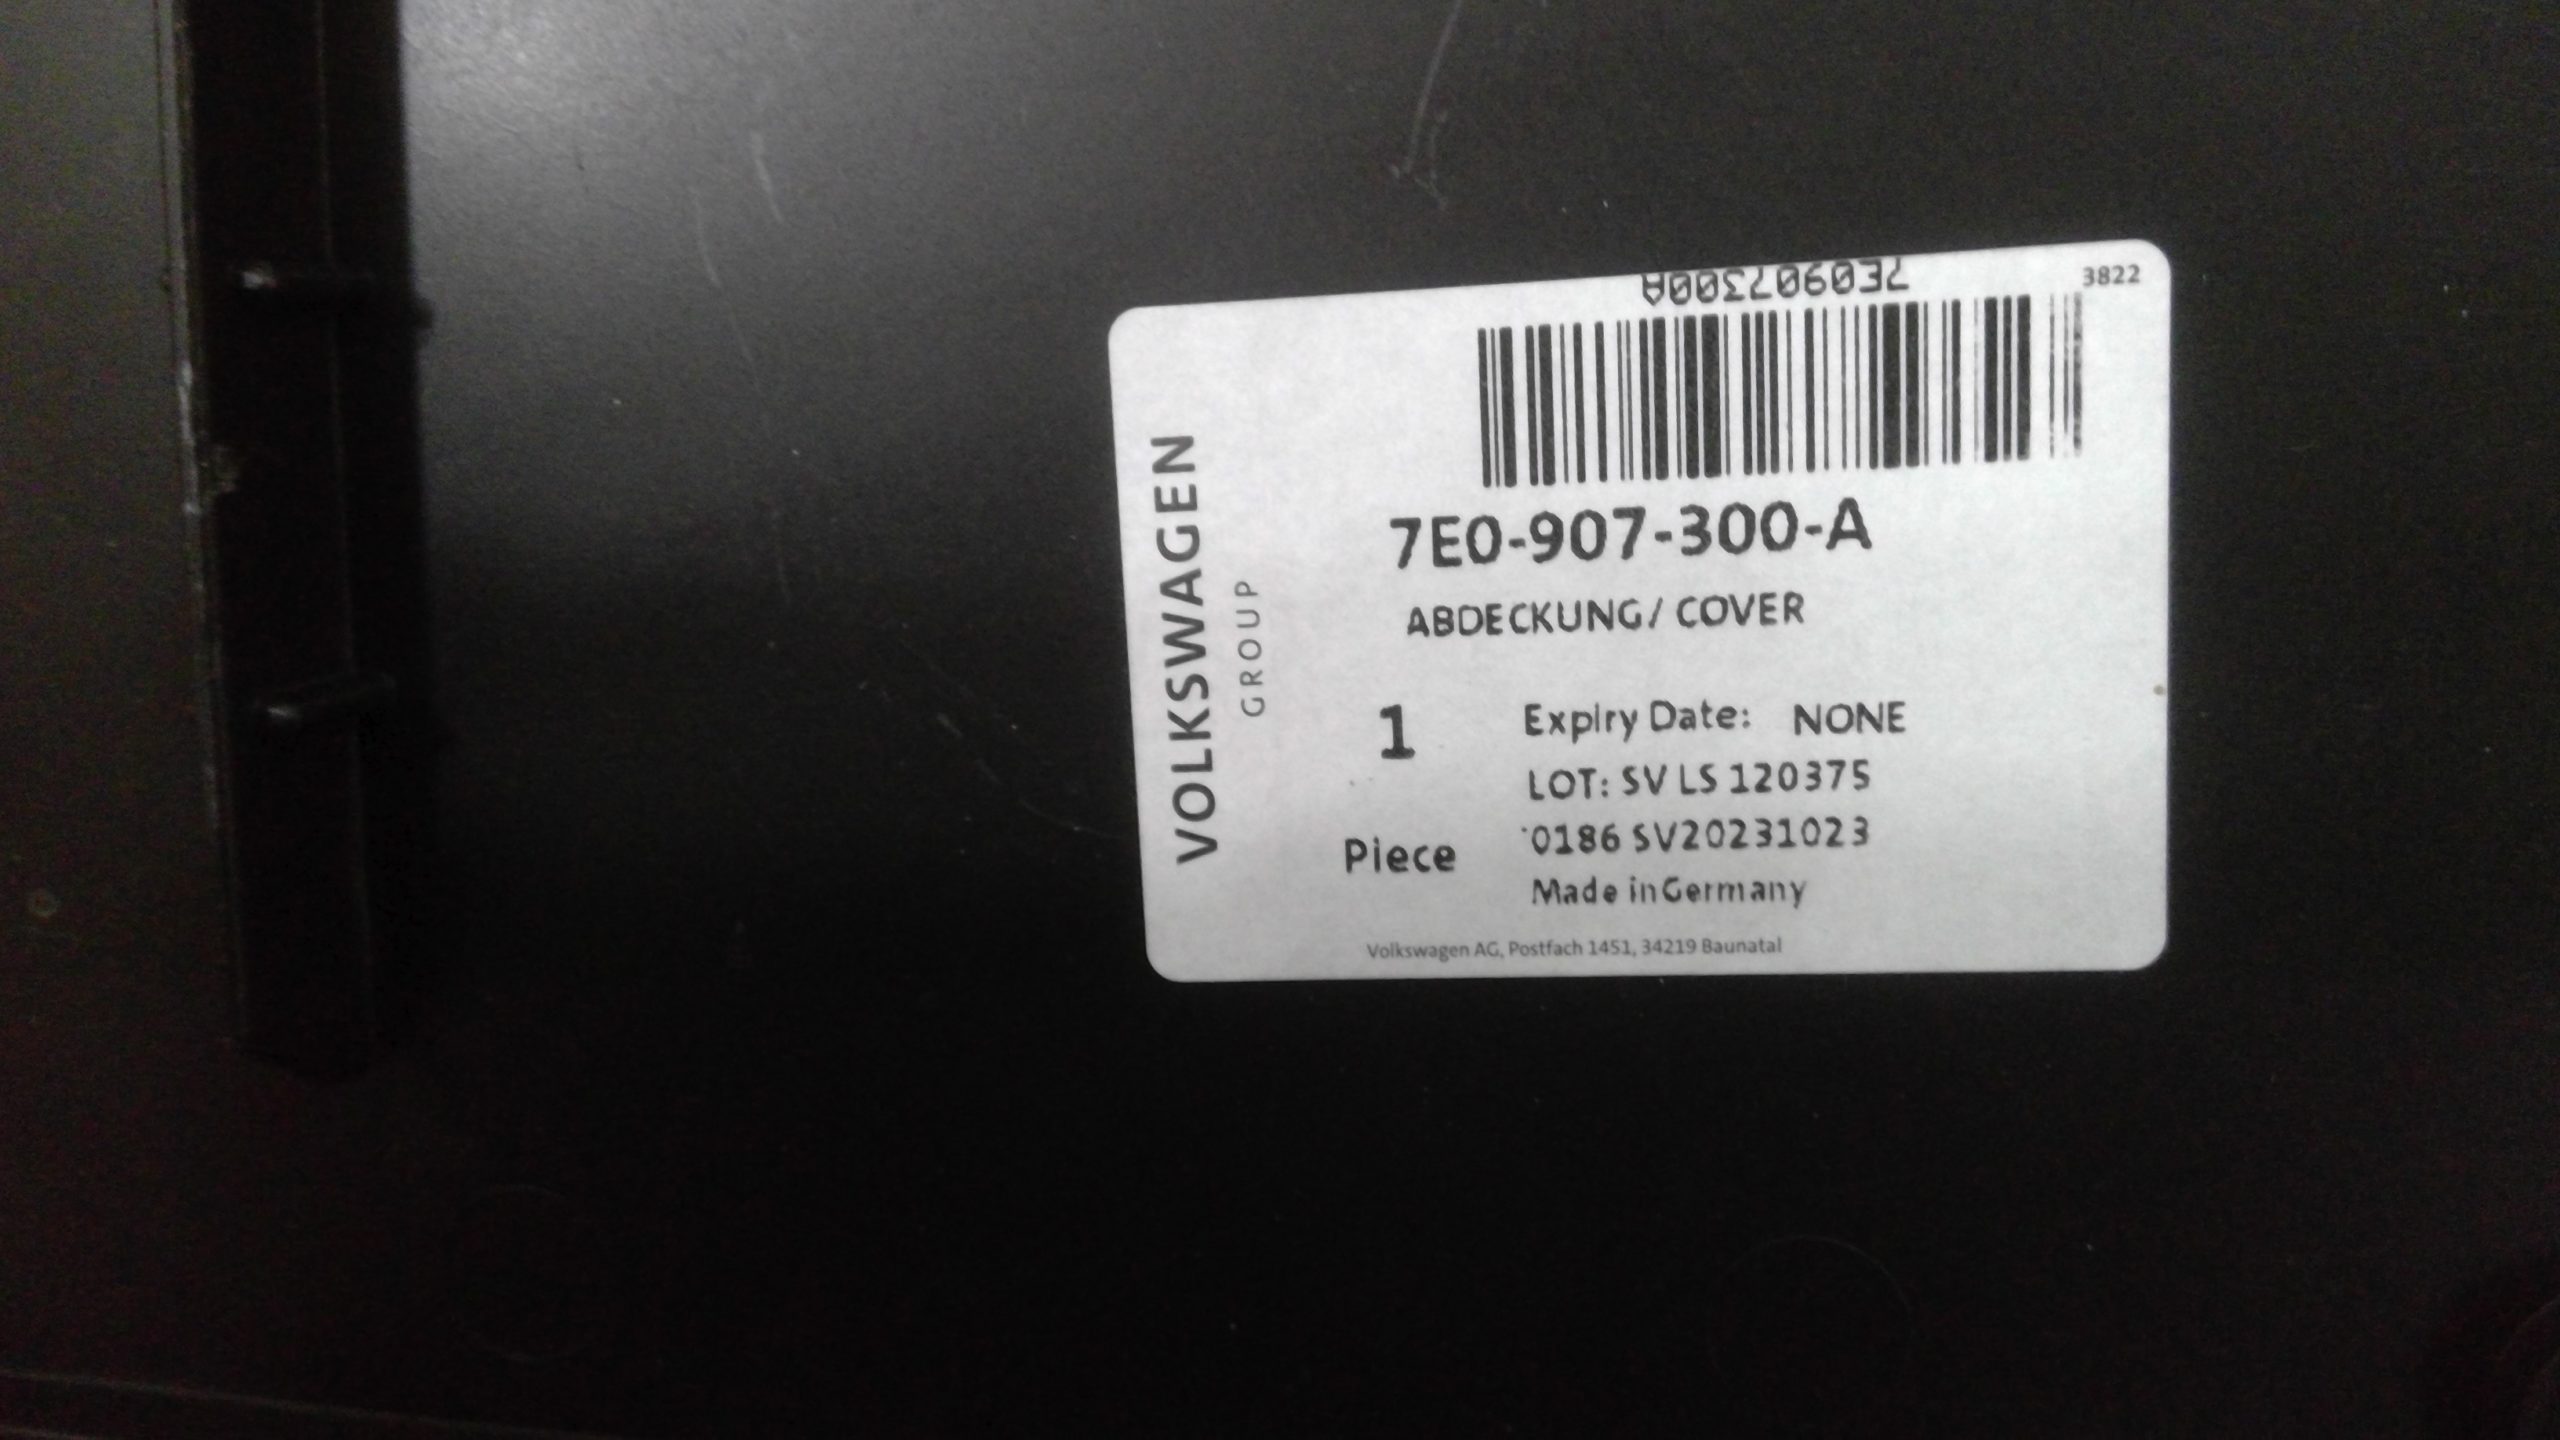 7E0907300A
3822
VOLKSWAGEN
GROUP
7E0-907-300-A
ABDECKUNG/ COVER
1
Piece
Expiry Date: NONE
LOT: SV LS 120375
0186 SV20231023
Made in Germany
Volkswagen AG, Postfach 1451, 34219 Baunatal